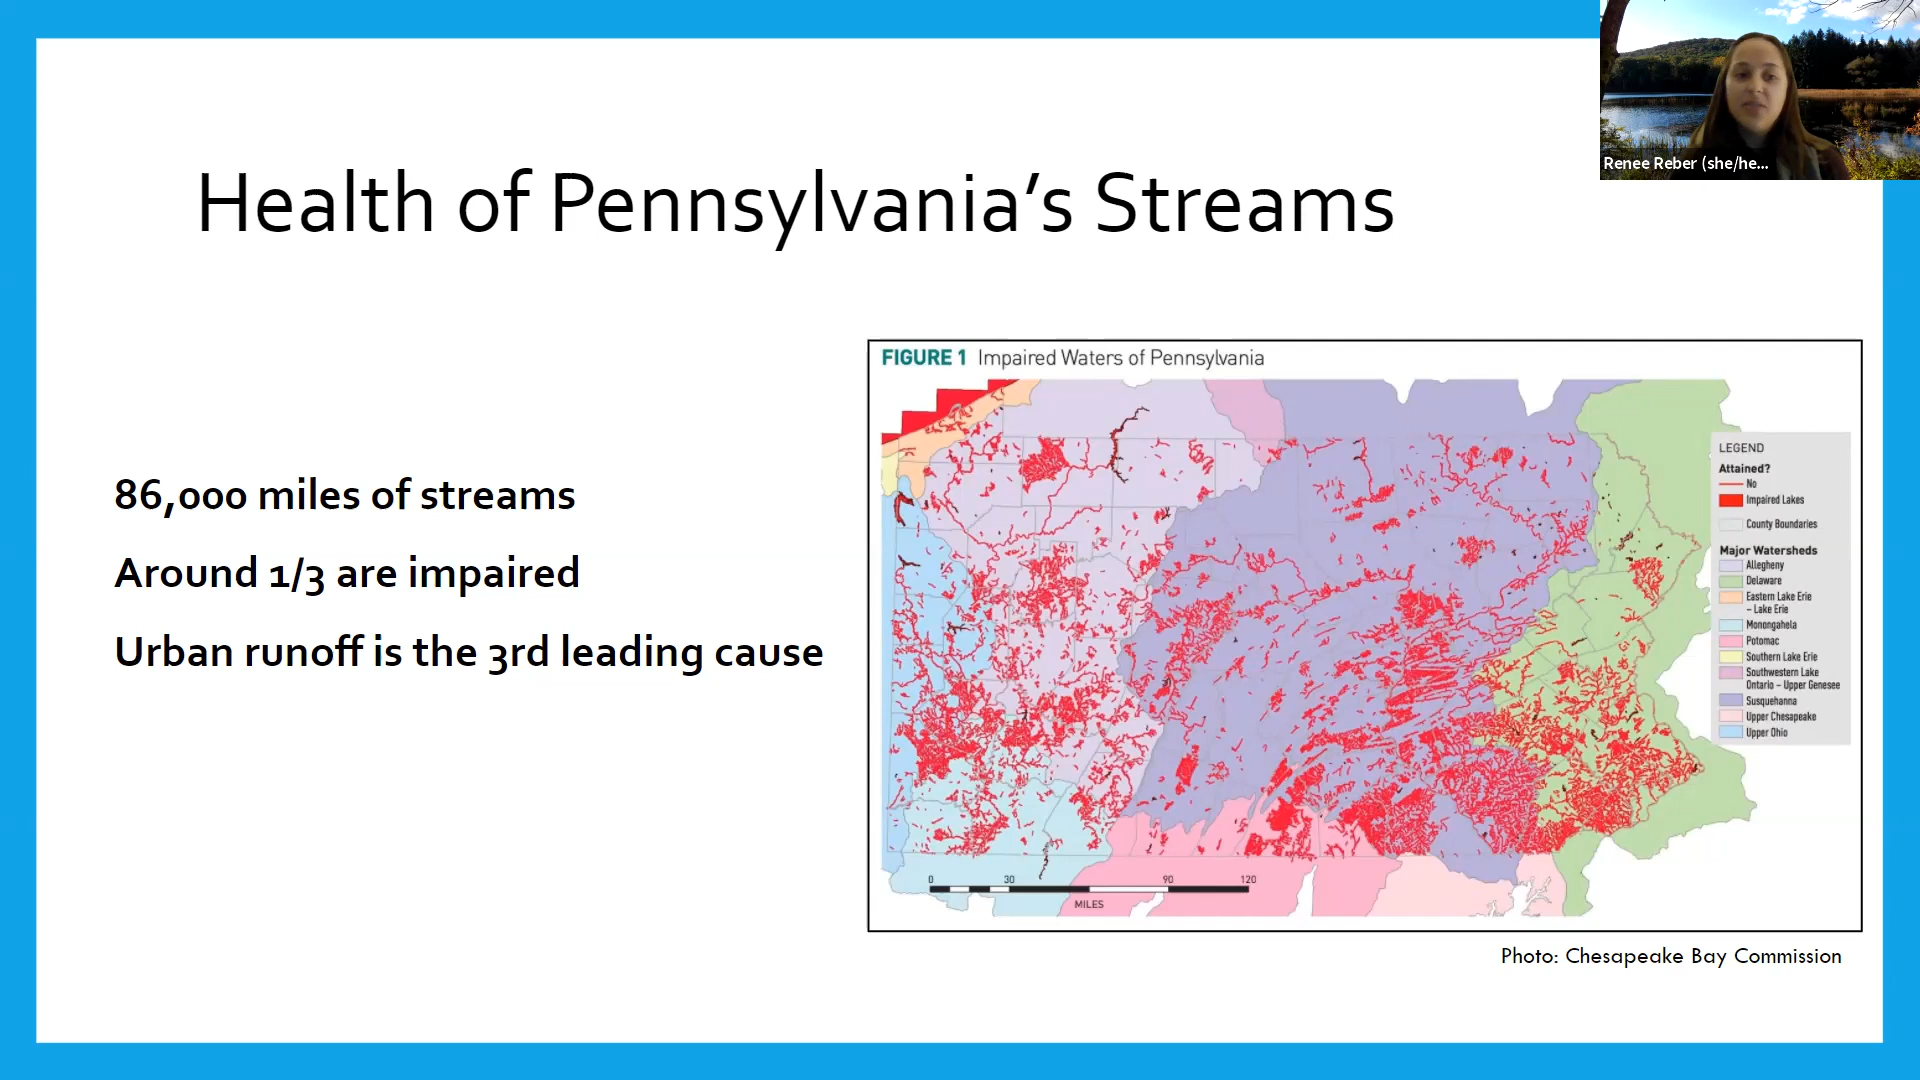 Renee Reber (she/he...
Health of Pennsylvania’s Streams
86,000 miles of streams
Around 1/3 are impaired
Urban runoff is the 3rd leading cause
FIGURE 1 Impaired Waters of Pennsylvania
LEGEND
Attained?
No
Impaired Lakes
County Boundaries
Major Watersheds
Allegheny
Delaware
Eastern Lake Erie
– Lake Erie
Monongahela
Potomac
Southern Lake Erie
Southwestern Lake
Ontario – Upper Genesee
Susquehanna
Upper Chesapeake
Upper Ohio
0 30 90 120
MILES
Photo: Chesapeake Bay Commission